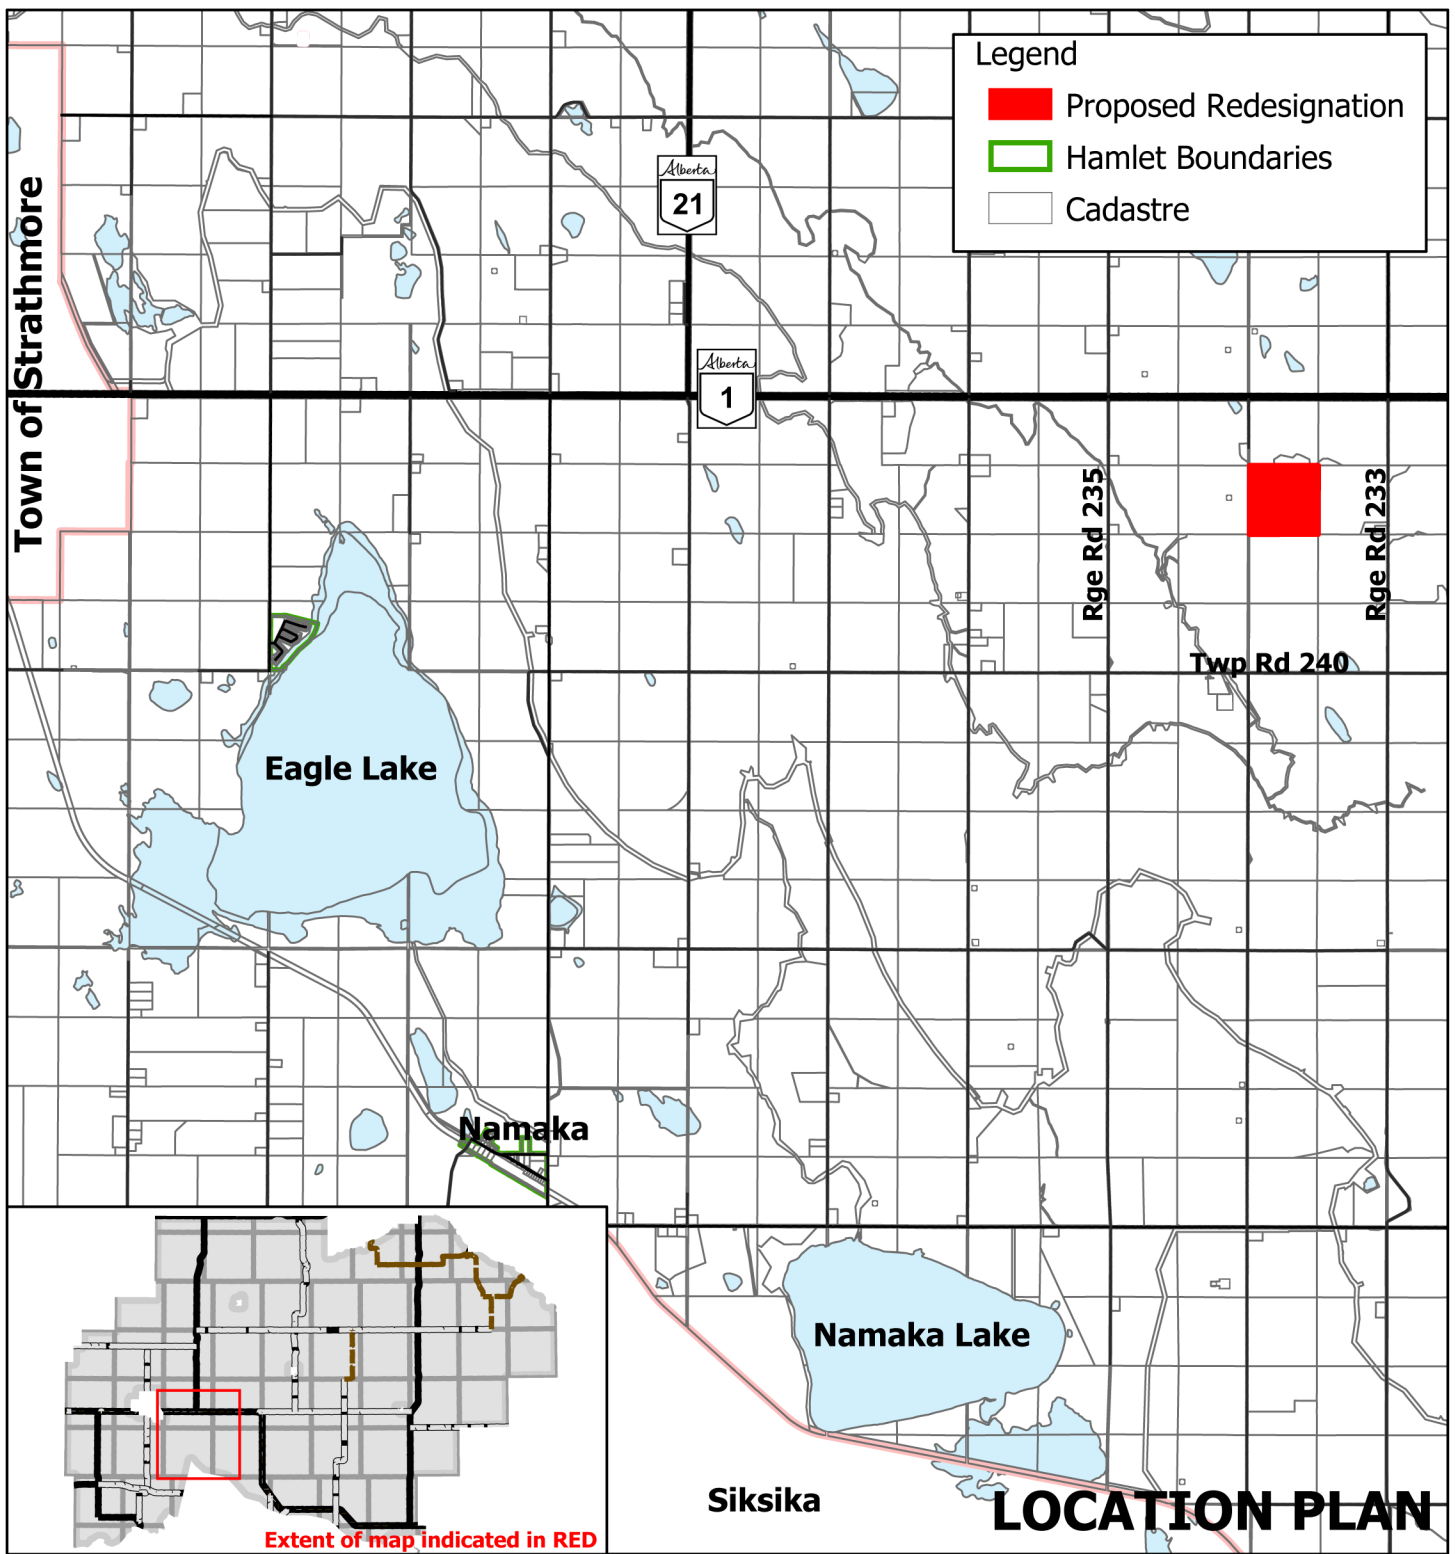 Legend
Proposed Redesignation
Hamlet Boundaries
Cadastre
Alberta
21
Town of Strathmore
Alberta
1
Rge Rd 235
Rge Rd 233
Twp Rd 240
Eagle Lake
Namaka
Namaka Lake
Siksika
LOCATION PLAN
Extent of map indicated in RED